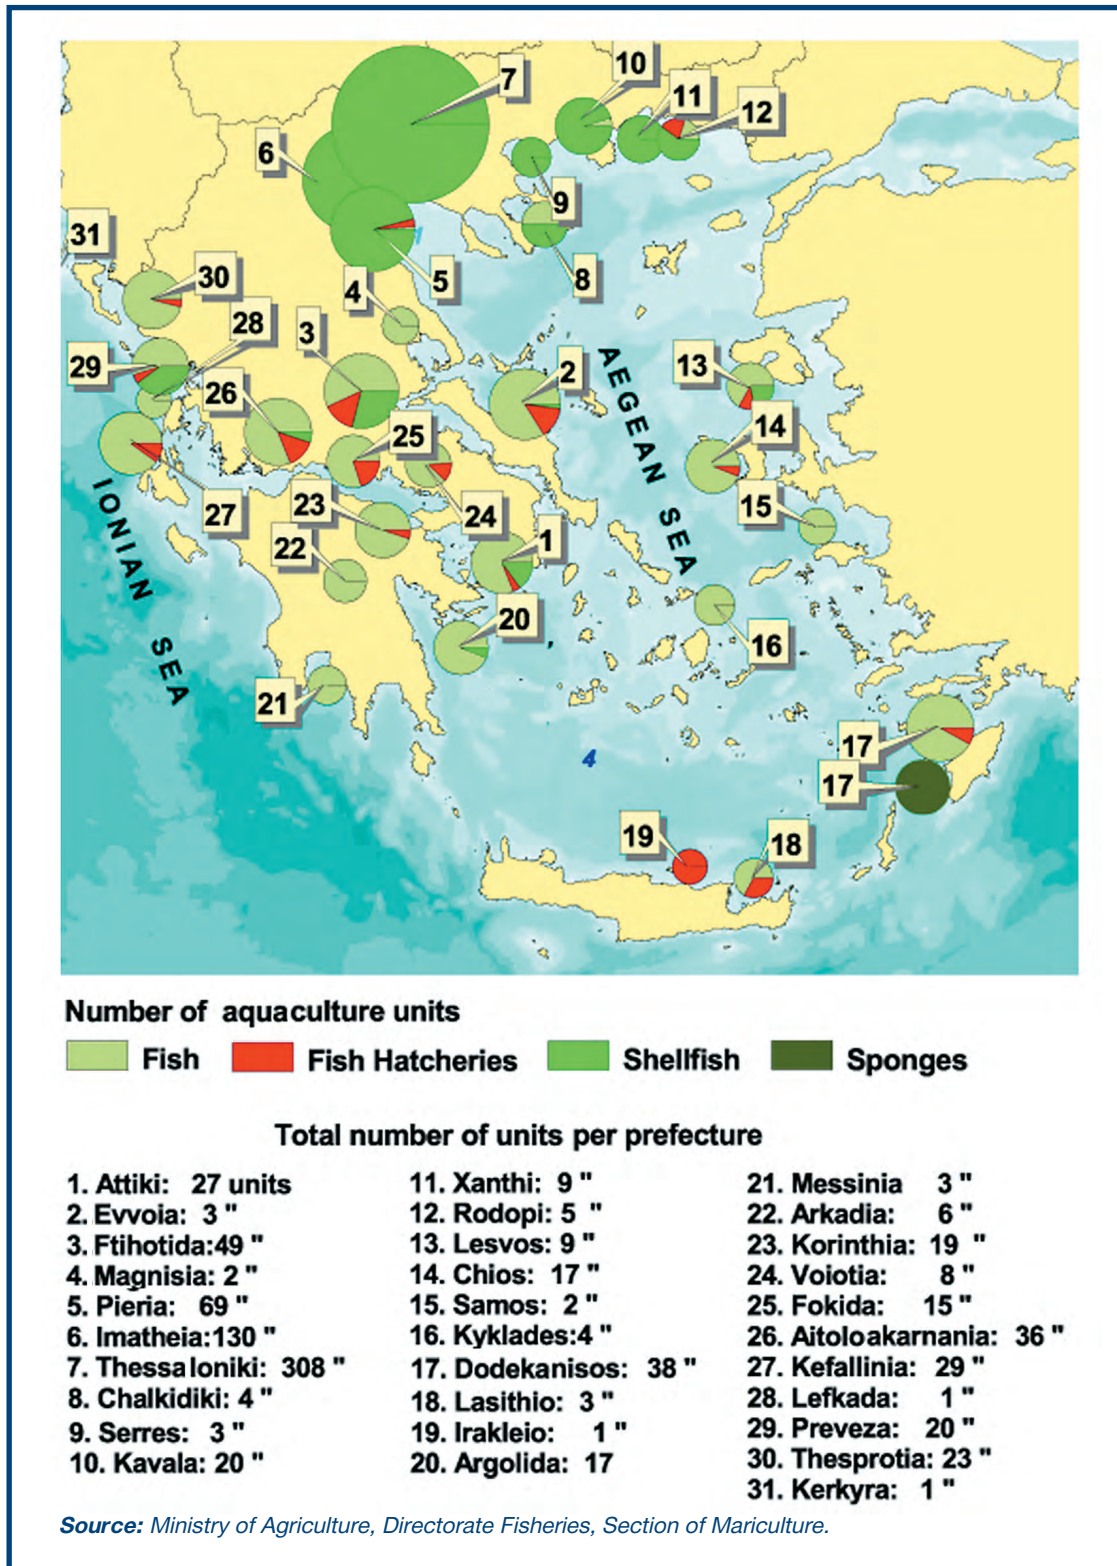 7
10
11
12
6
9
31
5
8
30
4
28
3
29
2
13
26
14
25
15
27
23
24
1
22
20
16
21
17
17
4
19
18
AEGEAN SEA
IONIAN SEA
Number of aquaculture units
Fish
Fish Hatcheries
Shellfish
Sponges
Total number of units per prefecture
1. Attiki: 27 units
2. Evvoia: 3 "
3. Ftihotida:49 "
4. Magnisia: 2 "
5. Pieria: 69 "
6. Imatheia:130 "
7. Thessaloniki: 308 "
8. Chalkidiki: 4 "
9. Serres: 3 "
10. Kavala: 20 "
11. Xanthi: 9 "
12. Rodopi: 5 "
13. Lesvos: 9 "
14. Chios: 17 "
15. Samos: 2 "
16. Kyklades:4 "
17. Dodekanisos: 38 "
18. Lasithio: 3 "
19. Irakleio: 1 "
20. Argolida: 17
21. Messinia 3 "
22. Arkadia: 6 "
23. Korinthia: 19 "
24. Voiotia: 8 "
25. Fokida: 15 "
26. Aitoloakarnania: 36 "
27. Kefallinia: 29 "
28. Lefkada: 1 "
29. Preveza: 20 "
30. Thesprotia: 23 "
31. Kerkyra: 1 "
Source: Ministry of Agriculture, Directorate Fisheries, Section of Mariculture.